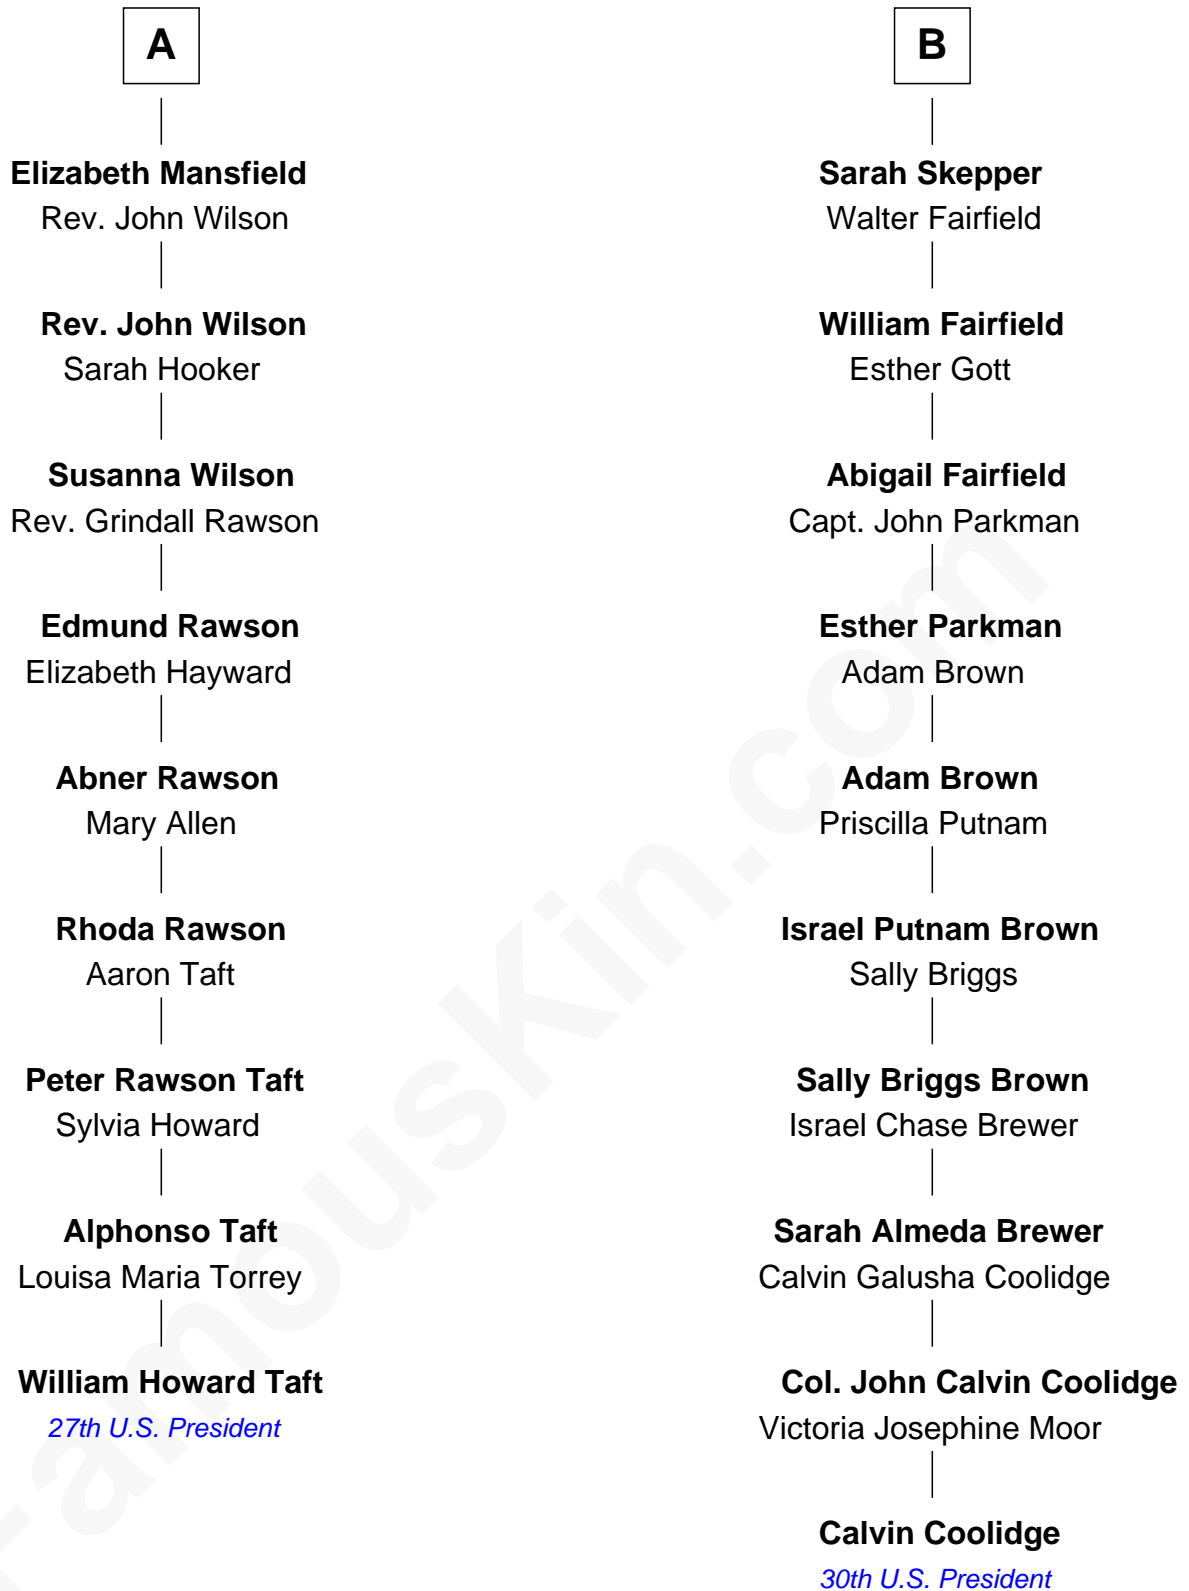 A
Elizabeth Mansfield
Rev. John Wilson
Rev. John Wilson
Sarah Hooker
Susanna Wilson
Rev. Grindall Rawson
Edmund Rawson
Elizabeth Hayward
Abner Rawson
Mary Allen
Rhoda Rawson
Aaron Taft
Peter Rawson Taft
Sylvia Howard
Alphonso Taft
Louisa Maria Torrey
William Howard Taft
27th U.S. President
B
Sarah Skepper
Walter Fairfield
William Fairfield
Esther Gott
Abigail Fairfield
Capt. John Parkman
Esther Parkman
Adam Brown
Adam Brown
Priscilla Putnam
Israel Putnam Brown
Sally Briggs
Sally Briggs Brown
Israel Chase Brewer
Sarah Almeda Brewer
Calvin Galusha Coolidge
Col. John Calvin Coolidge
Victoria Josephine Moor
Calvin Coolidge
30th U.S. President
FamousKin.com